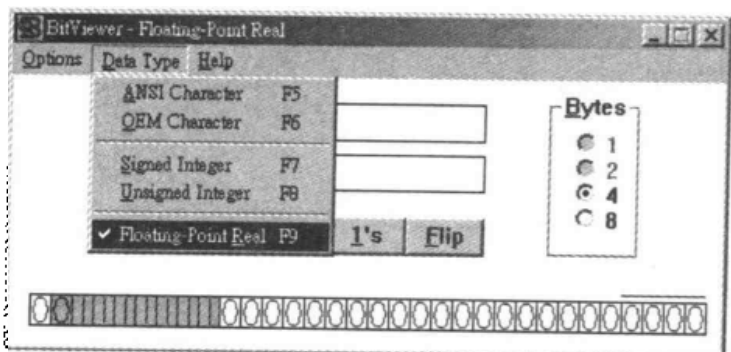 BitViewer - Floating-Point Real
Options Data Type Help
ANSI Character F5
OEM Character F6
Signed Integer F7
Unsigned Integer F8
✓ Floating-Point Real F9
1's Flip
Bytes
1
2
4
8